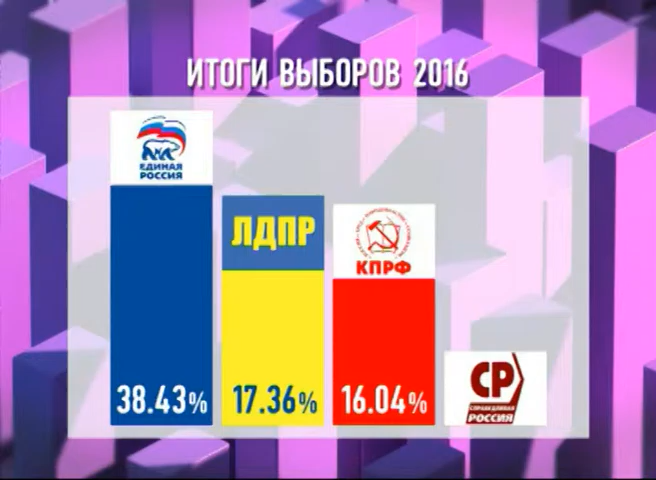 ИТОГИ ВЫБОРОВ 2016
ЕДИНАЯ
РОССИЯ
ЛДПР
КПРФ
38.43%
17.36%
16.04%
СР
СПРАВЕДЛИВАЯ
РОССИЯ